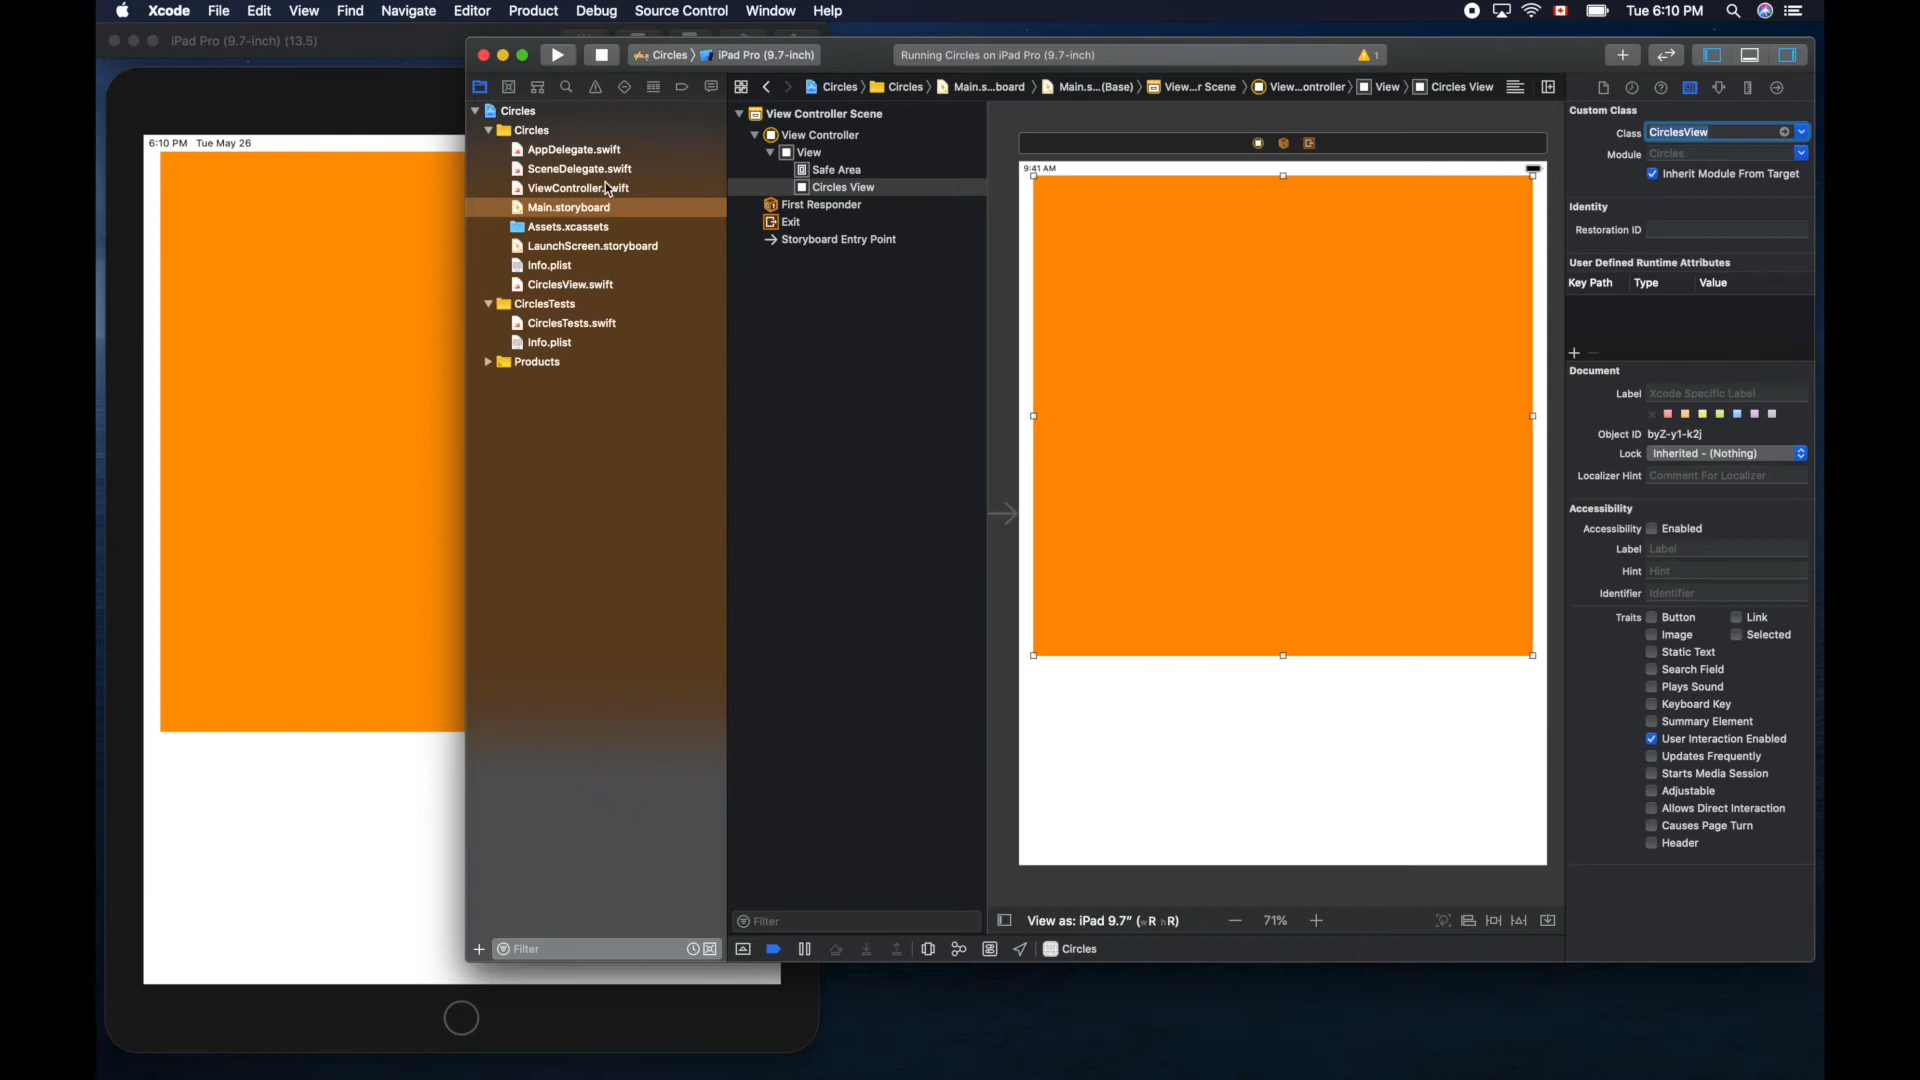 Xcode File Edit View Find Navigate Editor Product Debug Source Control Window Help
Tue 6:10 PM
iPad Pro (9.7-inch) (13.5)
6:10 PM Tue May 26
Circles 〉 iPad Pro (9.7-inch)
Running Circles on iPad Pro (9.7-inch)
1
Circles 〉 Circles 〉 Main.s...board 〉 Main.s...(Base) 〉 View...r Scene 〉 View...ontroller 〉 View 〉 Circles View
Circles
Circles
AppDelegate.swift
SceneDelegate.swift
ViewController.swift
Main.storyboard
Assets.xcassets
LaunchScreen.storyboard
Info.plist
CirclesView.swift
CirclesTests
CirclesTests.swift
Info.plist
Products
Filter
View Controller Scene
View Controller
View
Safe Area
Circles View
First Responder
Exit
Storyboard Entry Point
Filter
9:41 AM
View as: iPad 9.7" (wR hR)
71%
Circles
Custom Class
Class CirclesView
Module Circles
Inherit Module From Target
Identity
Restoration ID
User Defined Runtime Attributes
Key Path Type Value
Document
Label Xcode Specific Label
Object ID byZ-y1-k2j
Lock Inherited - (Nothing)
Localizer Hint Comment For Localizer
Accessibility
Accessibility Enabled
Label Label
Hint Hint
Identifier Identifier
Traits Button Link
Image Selected
Static Text
Search Field
Plays Sound
Keyboard Key
Summary Element
User Interaction Enabled
Updates Frequently
Starts Media Session
Adjustable
Allows Direct Interaction
Causes Page Turn
Header